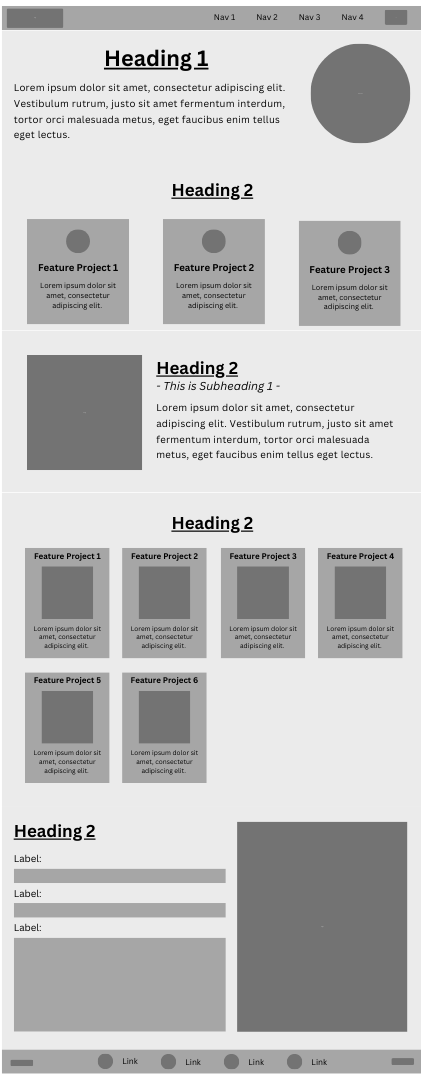 Nav 1 Nav 2 Nav 3 Nav 4
Heading 1
Lorem ipsum dolor sit amet, consectetur adipiscing elit.
Vestibulum rutrum, justo sit amet fermentum interdum,
tortor orci malesuada metus, eget faucibus enim tellus
eget lectus.
Heading 2
Feature Project 1
Lorem ipsum dolor sit
amet, consectetur
adipiscing elit.
Feature Project 2
Lorem ipsum dolor sit
amet, consectetur
adipiscing elit.
Feature Project 3
Lorem ipsum dolor sit
amet, consectetur
adipiscing elit.
Heading 2
- This is Subheading 1 -
Lorem ipsum dolor sit amet, consectetur
adipiscing elit. Vestibulum rutrum, justo sit amet
fermentum interdum, tortor orci malesuada
metus, eget faucibus enim tellus eget lectus.
Heading 2
Feature Project 1
Lorem ipsum dolor sit
amet, consectetur
adipiscing elit.
Feature Project 2
Lorem ipsum dolor sit
amet, consectetur
adipiscing elit.
Feature Project 3
Lorem ipsum dolor sit
amet, consectetur
adipiscing elit.
Feature Project 4
Lorem ipsum dolor sit
amet, consectetur
adipiscing elit.
Feature Project 5
Lorem ipsum dolor sit
amet, consectetur
adipiscing elit.
Feature Project 6
Lorem ipsum dolor sit
amet, consectetur
adipiscing elit.
Heading 2
Label:
Label:
Label:
Link Link Link Link